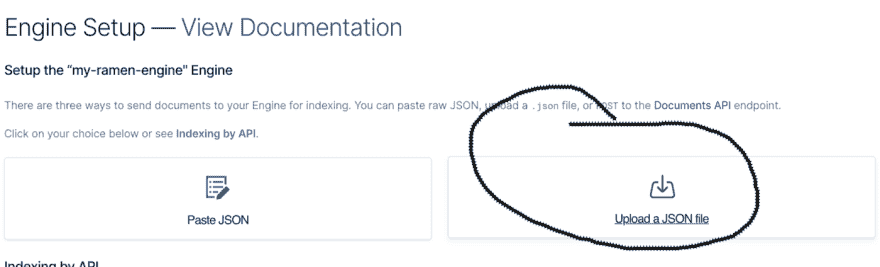 Engine Setup — View Documentation
Setup the “my-ramen-engine" Engine
There are three ways to send documents to your Engine for indexing. You can paste raw JSON, upload a .json file, or POST to the Documents API endpoint.
Click on your choice below or see Indexing by API.
Paste JSON
Upload a JSON file
Indexing by API